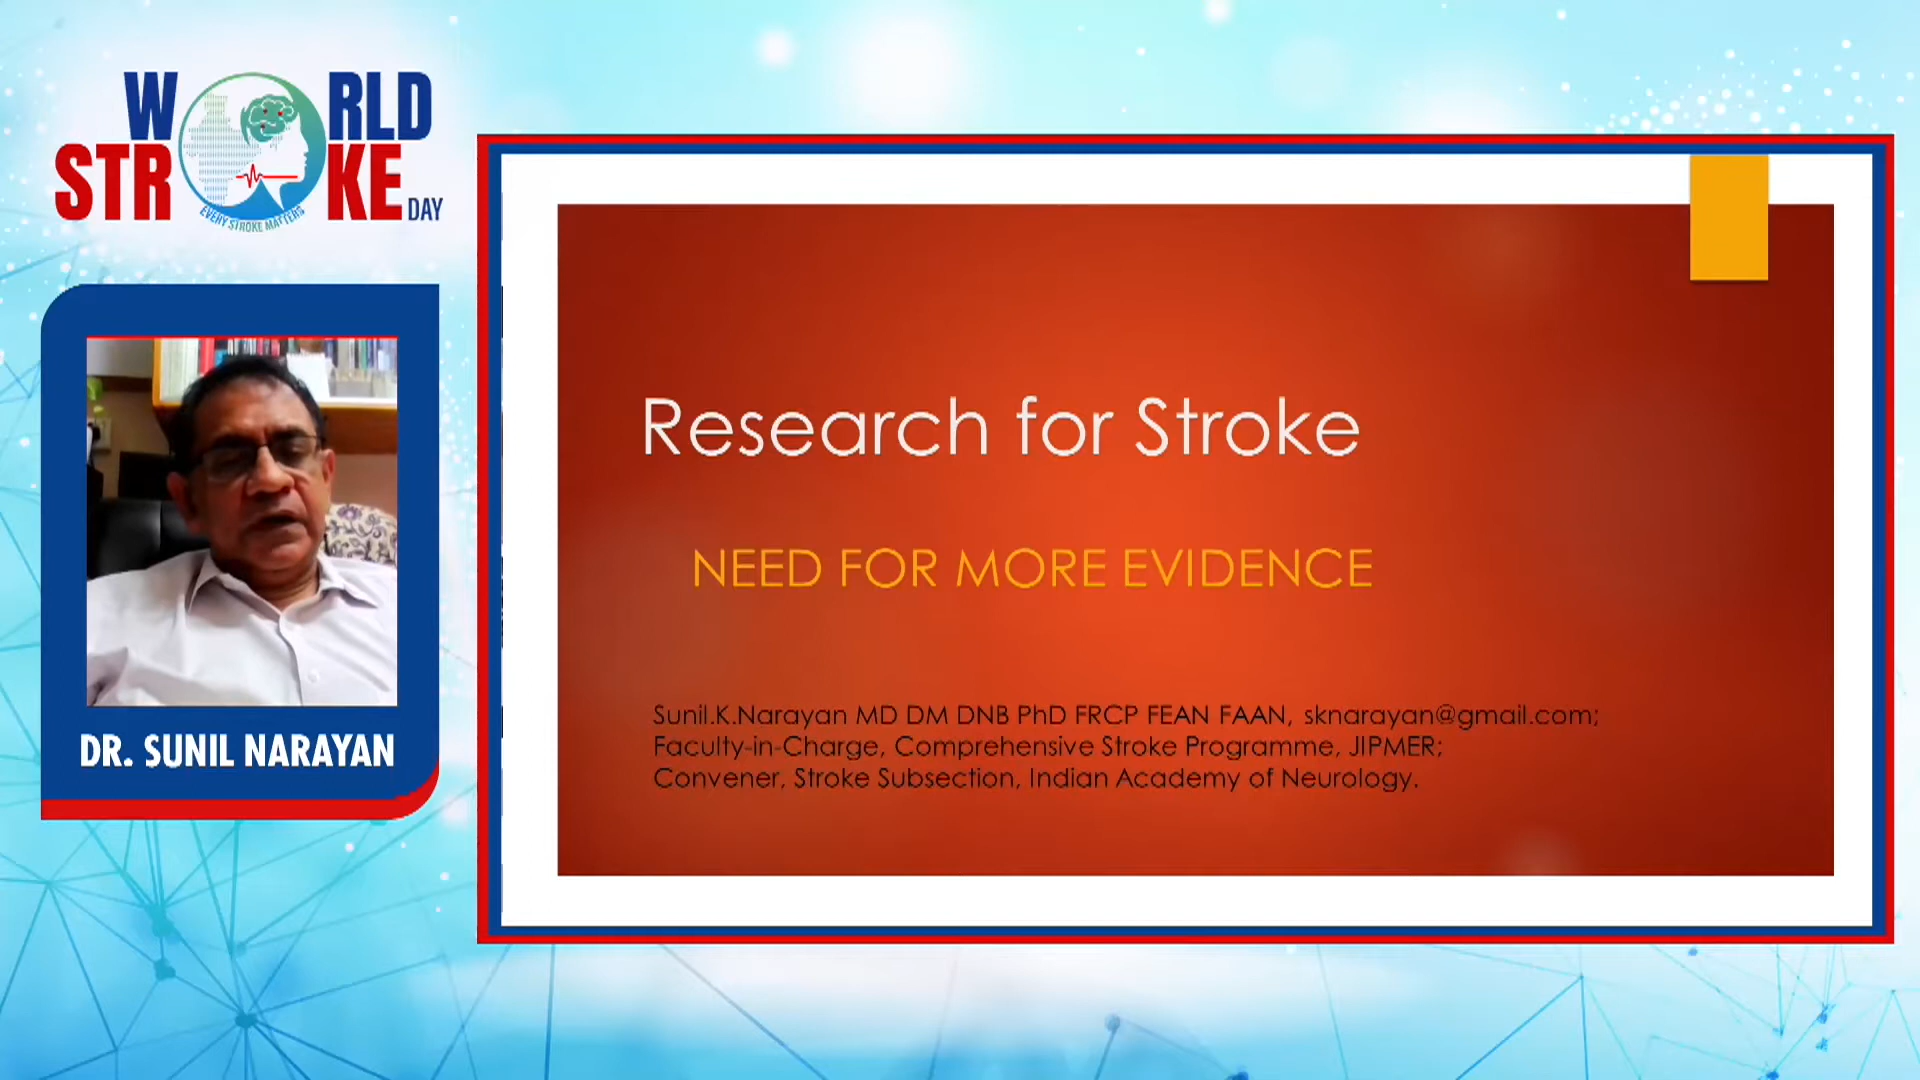 WORLD
STROKE DAY
EVERY STROKE MATTERS
DR. SUNIL NARAYAN
Research for Stroke
NEED FOR MORE EVIDENCE
Sunil.K.Narayan MD DM DNB PhD FRCP FEAN FAAN, sknarayan@gmail.com;
Faculty-in-Charge, Comprehensive Stroke Programme, JIPMER;
Convener, Stroke Subsection, Indian Academy of Neurology.